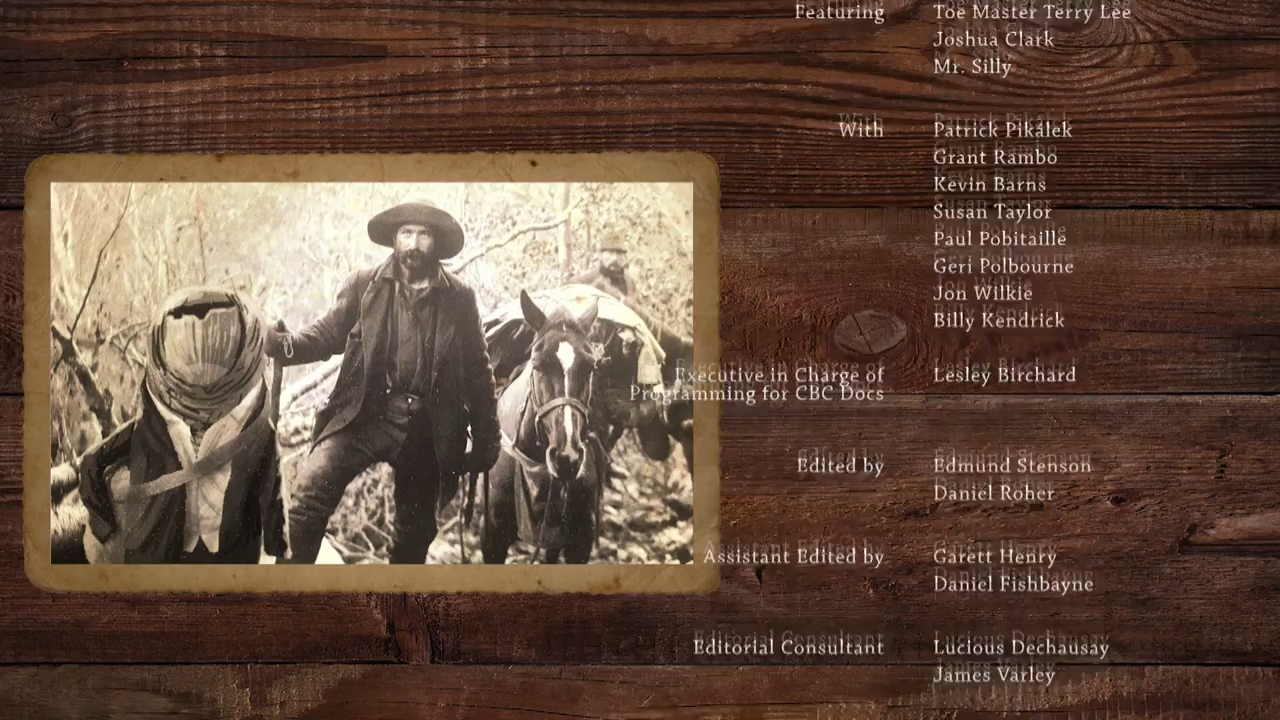 Featuring Toe Master Terry Lee
Joshua Clark
Mr. Silly
With Patrick Pikálek
Grant Rambo
Kevin Barns
Susan Taylor
Paul Pobitaille
Geri Polbourne
Jon Wilkie
Billy Kendrick
Executive in Charge of Lesley Birchard
Programming for CBC Docs
Edited by Edmund Stenson
Daniel Roher
Assistant Edited by Garett Henry
Daniel Fishbayne
Editorial Consultant Lucious Dechausay
James Varley